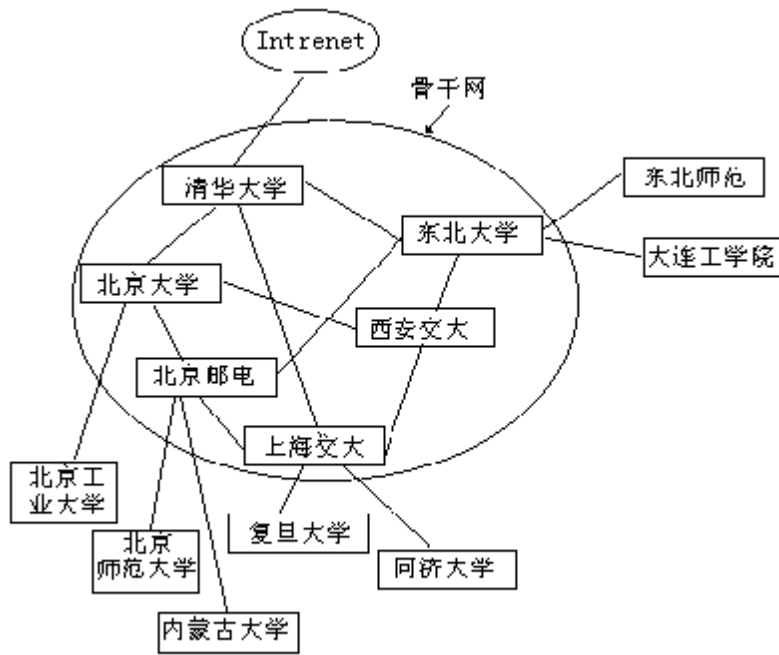 Intrenet
骨干网
清华大学
东北师范
东北大学
大连工学院
北京大学
西安交大
北京邮电
上海交大
北京工
业大学
复旦大学
北京
师范大学
同济大学
内蒙古大学